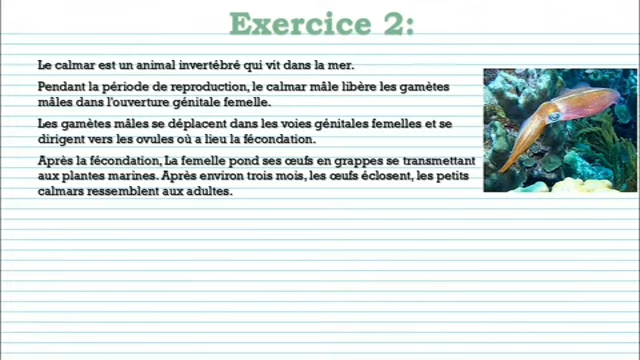 Exercice 2:
Le calmar est un animal invertébré qui vit dans la mer.
Pendant la période de reproduction, le calmar mâle libère les gamètes
mâles dans l'ouverture génitale femelle.
Les gamètes mâles se déplacent dans les voies génitales femelles et se
dirigent vers les ovules où a lieu la fécondation.
Après la fécondation, La femelle pond ses œufs en grappes se transmettant
aux plantes marines. Après environ trois mois, les œufs éclosent, les petits
calmars ressemblent aux adultes.